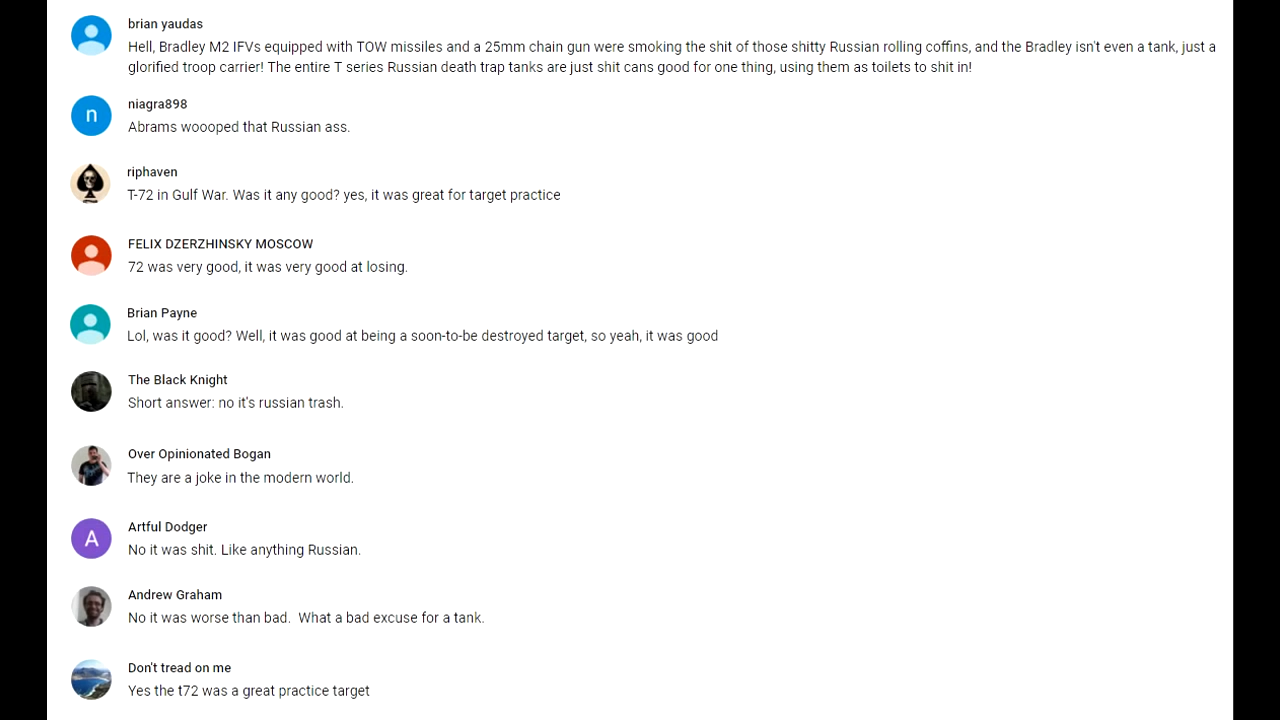 brian yaudas
Hell, Bradley M2 IFVs equipped with TOW missiles and a 25mm chain gun were smoking the shit of those shitty Russian rolling coffins, and the Bradley isn't even a tank, just a
glorified troop carrier! The entire T series Russian death trap tanks are just shit cans good for one thing, using them as toilets to shit in!
n
niagra898
Abrams woooped that Russian ass.
riphaven
T-72 in Gulf War. Was it any good? yes, it was great for target practice
FELIX DZERZHINSKY MOSCOW
72 was very good, it was very good at losing.
Brian Payne
Lol, was it good? Well, it was good at being a soon-to-be destroyed target, so yeah, it was good
The Black Knight
Short answer: no it's russian trash.
Over Opinionated Bogan
They are a joke in the modern world.
A
Artful Dodger
No it was shit. Like anything Russian.
Andrew Graham
No it was worse than bad.  What a bad excuse for a tank.
Don't tread on me
Yes the t72 was a great practice target